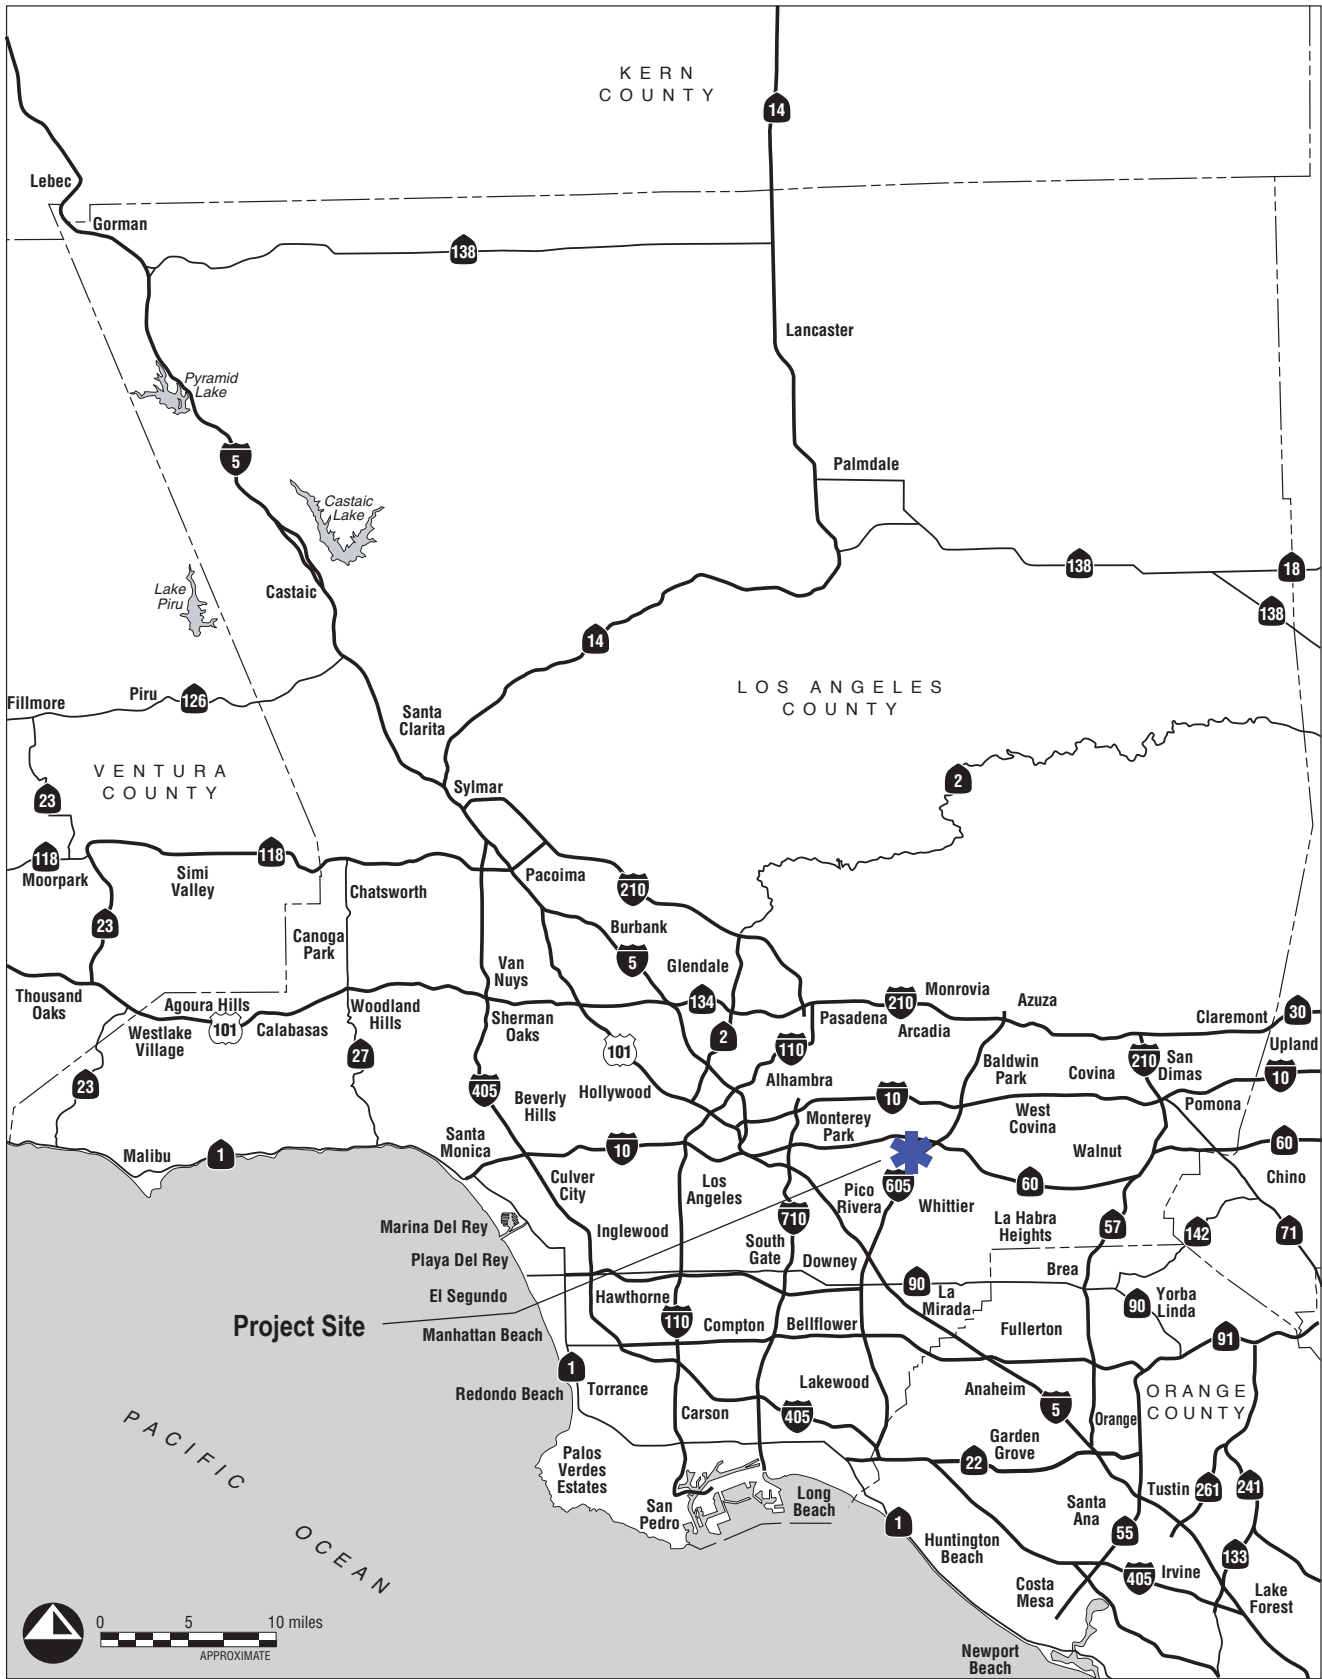 KERN
COUNTY
14
Lebec
Gorman
138
Lancaster
Pyramid
Lake
5
Palmdale
Castaic
Lake
138
18
Lake
Piru
Castaic
138
14
LOS ANGELES
COUNTY
Fillmore
Piru
126
Santa
Clarita
VENTURA
COUNTY
Sylmar
2
23
118
Moorpark
118
Simi
Valley
Chatsworth
Pacoima
210
23
Canoga
Park
Burbank
5
Van
Nuys
Glendale
134
210
Monrovia
Azuza
Thousand
Oaks
Agoura Hills
101
Westlake
Village
Calabasas
Woodland
Hills
Sherman
Oaks
2
Pasadena
Arcadia
Claremont
30
Upland
101
110
27
23
405
Hollywood
Beverly
Hills
Alhambra
10
Baldwin
Park
Covina
210
San
Dimas
10
Pomona
West
Covina
Monterey
Park
Malibu
1
Santa
Monica
10
Walnut
60
Chino
Culver
City
Los
Angeles
Pico
Rivera
605
Whittier
60
Marina Del Rey
Inglewood
710
South
Gate
Downey
La Habra
Heights
57
142
71
Playa Del Rey
El Segundo
Hawthorne
90
La
Mirada
Brea
90
Yorba
Linda
Project Site
Manhattan Beach
110
Compton
Bellflower
Fullerton
91
1
Redondo Beach
Torrance
Lakewood
Anaheim
5
ORANGE
COUNTY
Carson
405
Orange
PACIFIC
OCEAN
Palos
Verdes
Estates
Garden
Grove
22
San
Pedro
Long
Beach
Tustin
261
241
Santa
Ana
55
1
Huntington
Beach
133
405
Irvine
Costa
Mesa
Lake
Forest
Newport
Beach
0 5 10 miles
APPROXIMATE